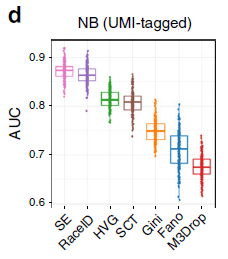 d
NB (UMI-tagged)
AUC
0.9
0.8
0.7
0.6
SE
RaceID
HVG
SCT
Gini
Fano
M3Drop